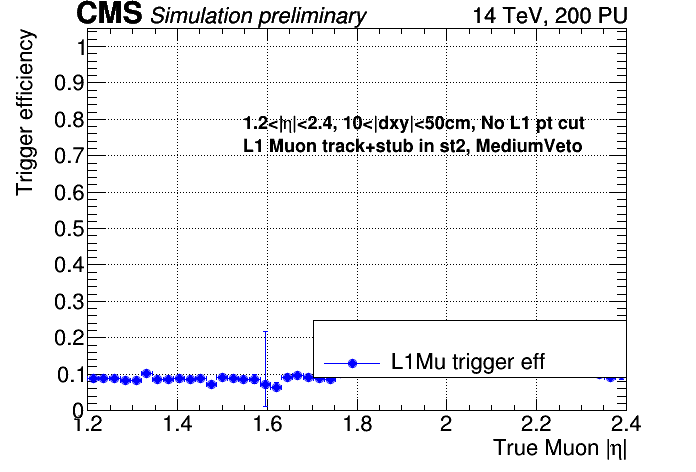 CMS Simulation preliminary 14 TeV, 200 PU
Trigger efficiency
1
0.9
0.8
1.2<|η|<2.4, 10<|dxy|<50cm, No L1 pt cut
0.7
L1 Muon track+stub in st2, MediumVeto
0.6
0.5
0.4
0.3
0.2
0.1
L1Mu trigger eff
0
1.2 1.4 1.6 1.8 2 2.2 2.4
True Muon |η|